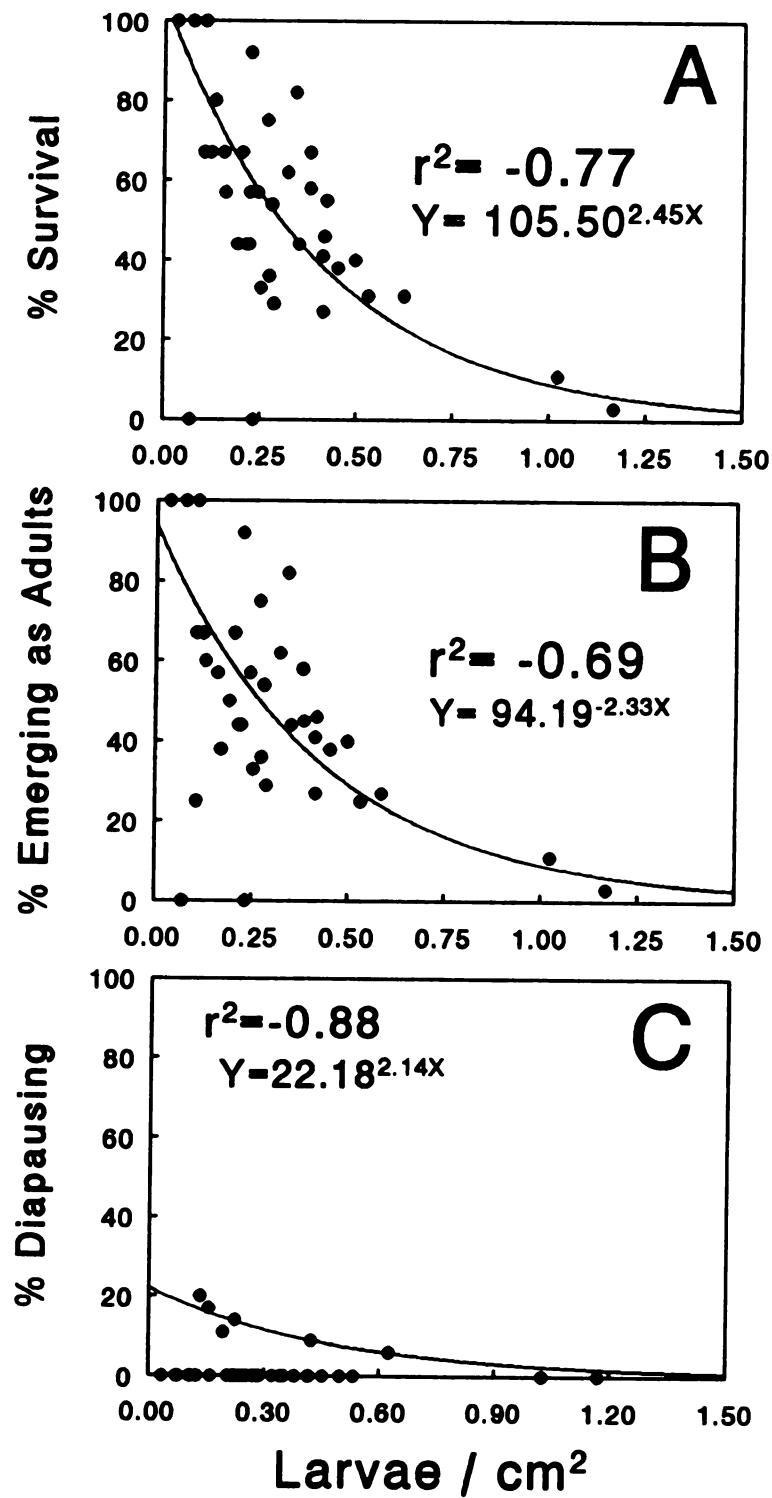 100
80
60
40
20
0
% Survival
A
r²= -0.77
Y= 105.50^2.45X
0.00 0.25 0.50 0.75 1.00 1.25 1.50
100
80
60
40
20
0
% Emerging as Adults
B
r²= -0.69
Y= 94.19^-2.33X
0.00 0.25 0.50 0.75 1.00 1.25 1.50
100
80
60
40
20
0
% Diapausing
C
r²=-0.88
Y=22.18^2.14X
0.00 0.30 0.60 0.90 1.20 1.50
Larvae / cm²